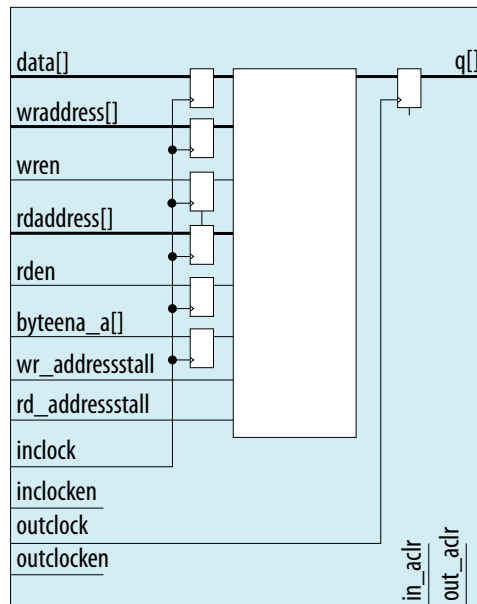 data[]
q[]
wraddress[]
wren
rdaddress[]
rden
byteena_a[]
wr_addressstall
rd_addressstall
inclock
inclocken
outclock
outclocken
in_aclr
out_aclr